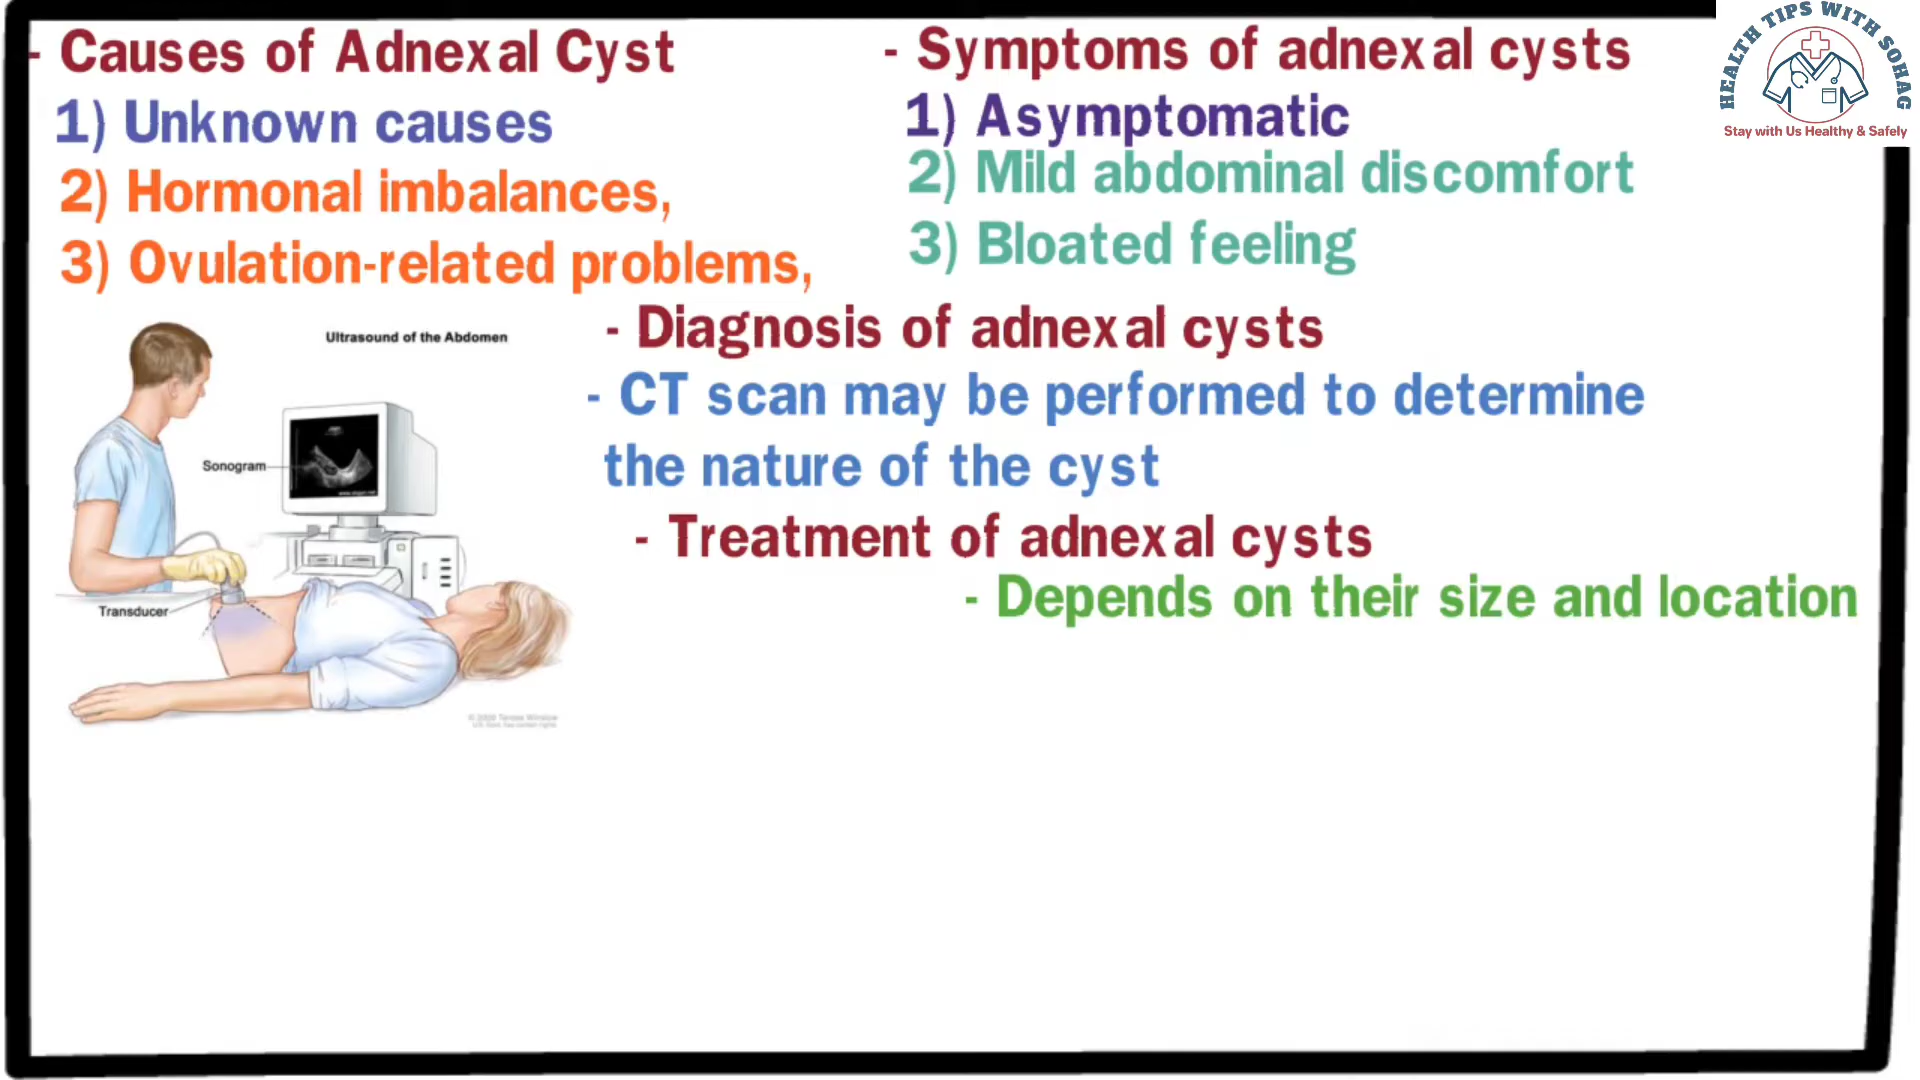 - Causes of Adnexal Cyst
1) Unknown causes
2) Hormonal imbalances,
3) Ovulation-related problems,
- Symptoms of adnexal cysts
1) Asymptomatic
2) Mild abdominal discomfort
3) Bloated feeling
HEALTH TIPS WITH SOHAG
Stay with Us Healthy & Safely
Ultrasound of the Abdomen
Sonogram
Transducer
- Diagnosis of adnexal cysts
- CT scan may be performed to determine
the nature of the cyst
- Treatment of adnexal cysts
- Depends on their size and location